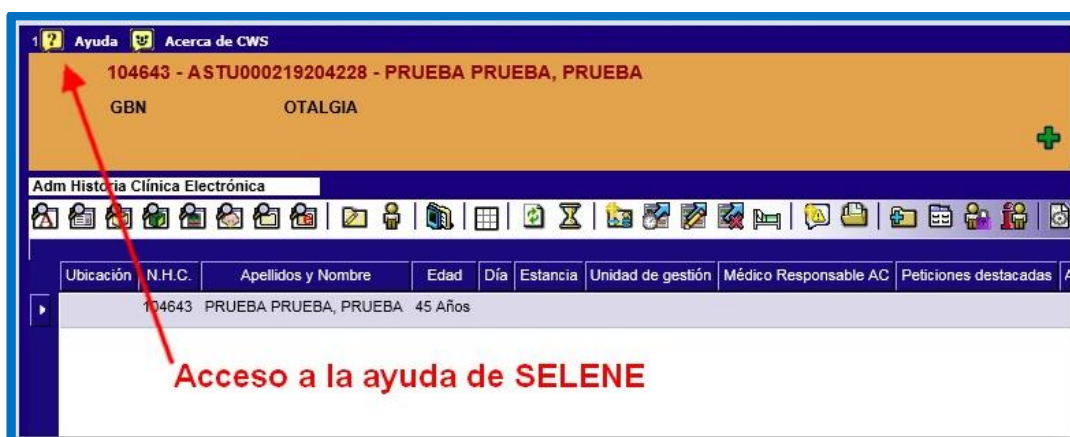 1 ? Ayuda Acerca de CWS
104643 - ASTU000219204228 - PRUEBA PRUEBA, PRUEBA
GBN OTALGIA
Adm Historia Clínica Electrónica
Ubicación N.H.C. Apellidos y Nombre Edad Día Estancia Unidad de gestión Médico Responsable AC Peticiones destacadas
104643 PRUEBA PRUEBA, PRUEBA 45 Años
Acceso a la ayuda de SELENE